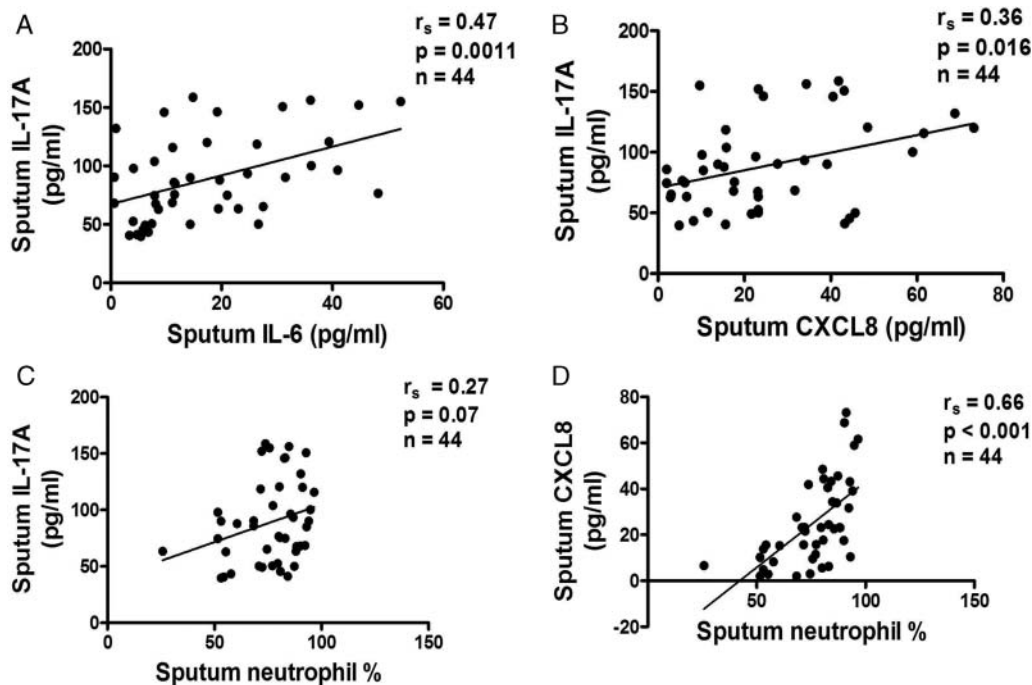 A
Sputum IL-17A
(pg/ml)
200
150
100
50
0
0 20 40 60
Sputum IL-6 (pg/ml)
rs = 0.47
p = 0.0011
n = 44
B
Sputum IL-17A
(pg/ml)
200
150
100
50
0
0 20 40 60 80
Sputum CXCL8 (pg/ml)
rs = 0.36
p = 0.016
n = 44
C
Sputum IL-17A
(pg/ml)
200
150
100
50
0
0 50 100 150
Sputum neutrophil %
rs = 0.27
p = 0.07
n = 44
D
Sputum CXCL8
(pg/ml)
80
60
40
20
0
-20
50 100 150
Sputum neutrophil %
rs = 0.66
p < 0.001
n = 44